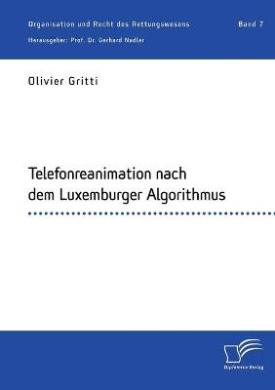 Organisation und Recht des Rettungswesens Band 7
Herausgeber: Prof. Dr. Gerhard Nadler
Olivier Gritti
Telefonreanimation nach
dem Luxemburger Algorithmus
Diplomica Verlag